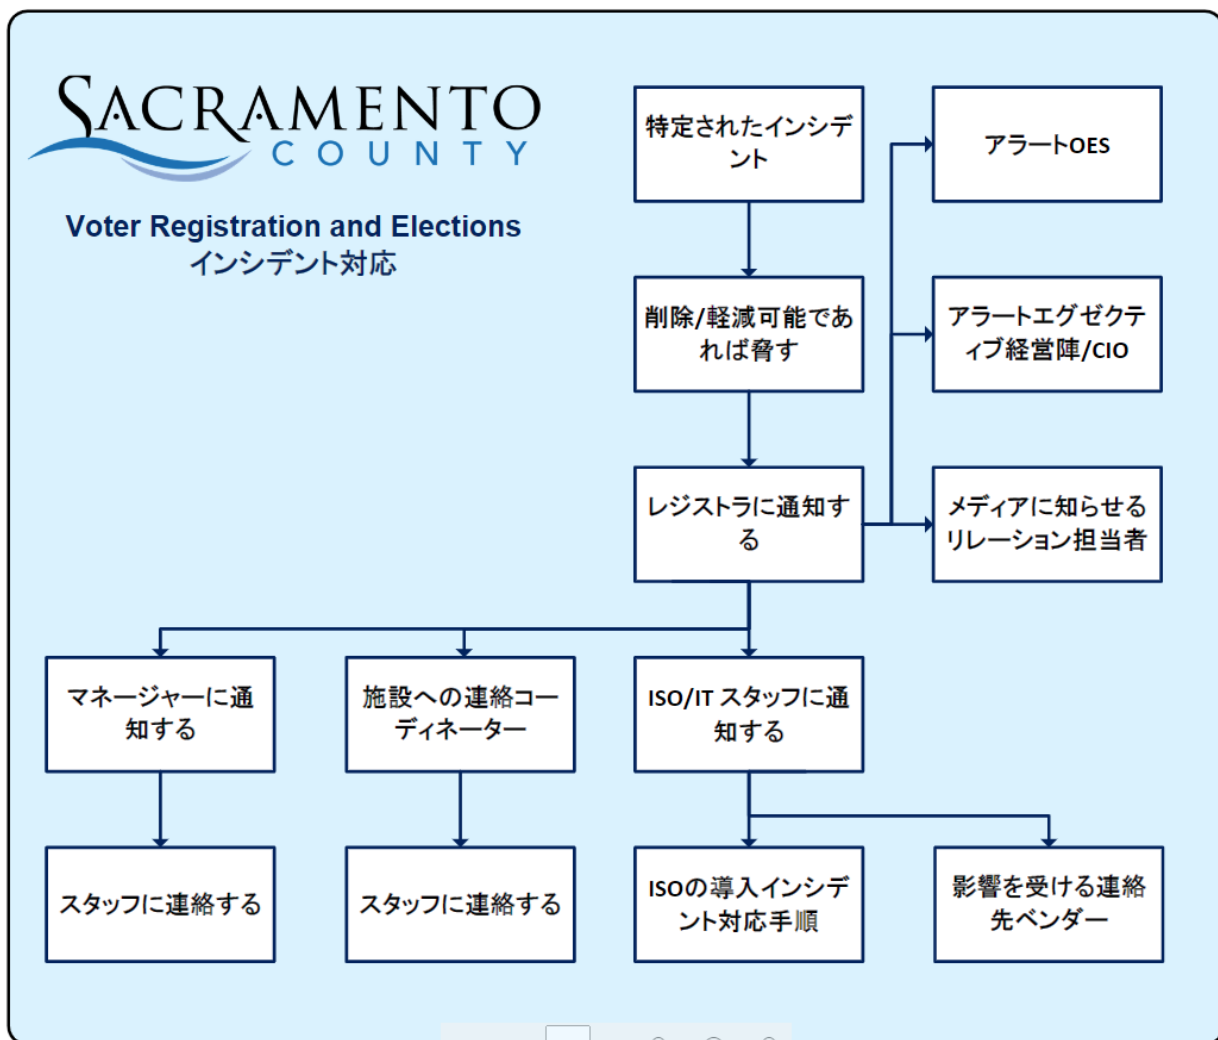 SACRAMENTO
COUNTY
Voter Registration and Elections
インシデント対応
特定されたインシデ
ント
アラートOES
削除/軽減可能であ
れば脅す
アラートエグゼクテ
ィブ経営陣/CIO
レジストラに通知す
る
メディアに知らせる
リレーション担当者
マネージャーに通
知する
施設への連絡コー
ディネーター
ISO/IT スタッフに通
知する
スタッフに連絡する
スタッフに連絡する
ISOの導入インシデ
ント対応手順
影響を受ける連絡
先ベンダー